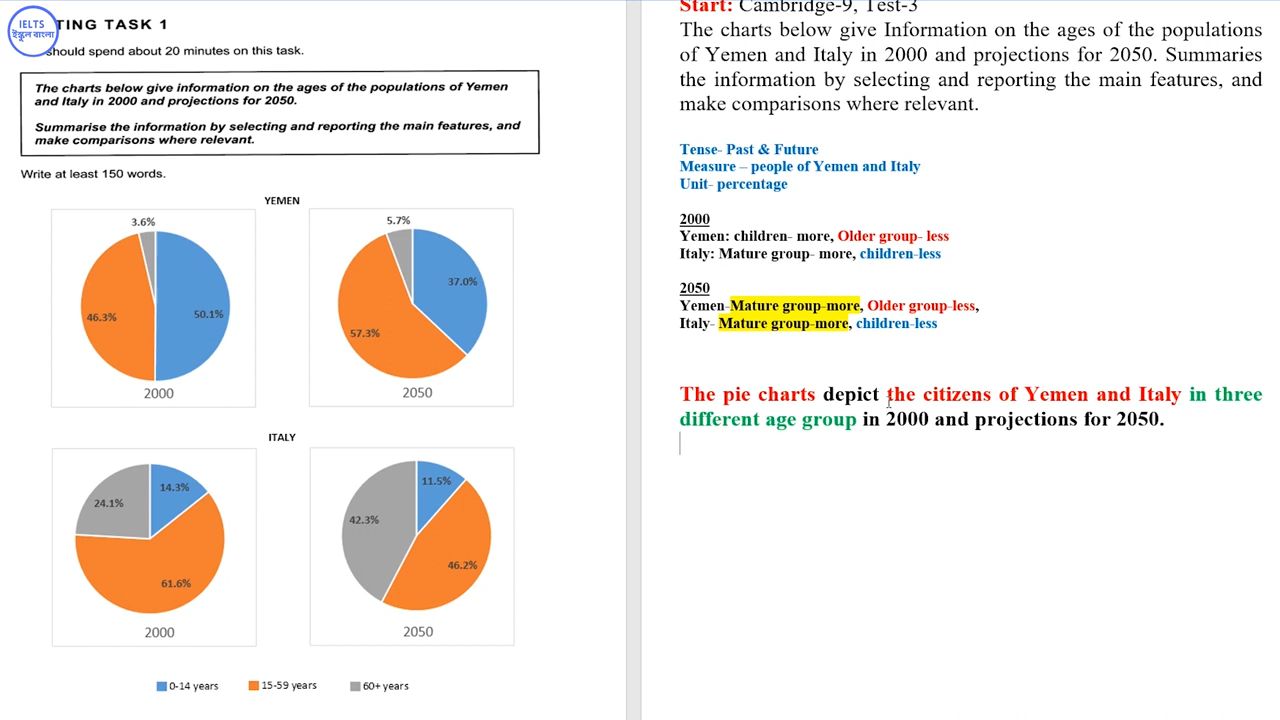 IELTS
ইস্কুল বাংলা
TING TASK 1
should spend about 20 minutes on this task.
The charts below give information on the ages of the populations of Yemen
and Italy in 2000 and projections for 2050.
Summarise the information by selecting and reporting the main features, and
make comparisons where relevant.
Write at least 150 words.
YEMEN
3.6%
46.3%
50.1%
2000
5.7%
37.0%
57.3%
2050
ITALY
24.1%
14.3%
61.6%
2000
11.5%
42.3%
46.2%
2050
0-14 years
15-59 years
60+ years
Start: Cambridge-9, Test-3
The charts below give Information on the ages of the populations
of Yemen and Italy in 2000 and projections for 2050. Summaries
the information by selecting and reporting the main features, and
make comparisons where relevant.
Tense- Past & Future
Measure – people of Yemen and Italy
Unit- percentage
2000
Yemen: children- more, Older group- less
Italy: Mature group- more, children-less
2050
Yemen-Mature group-more, Older group-less,
Italy- Mature group-more, children-less
The pie charts depict the citizens of Yemen and Italy in three
different age group in 2000 and projections for 2050.